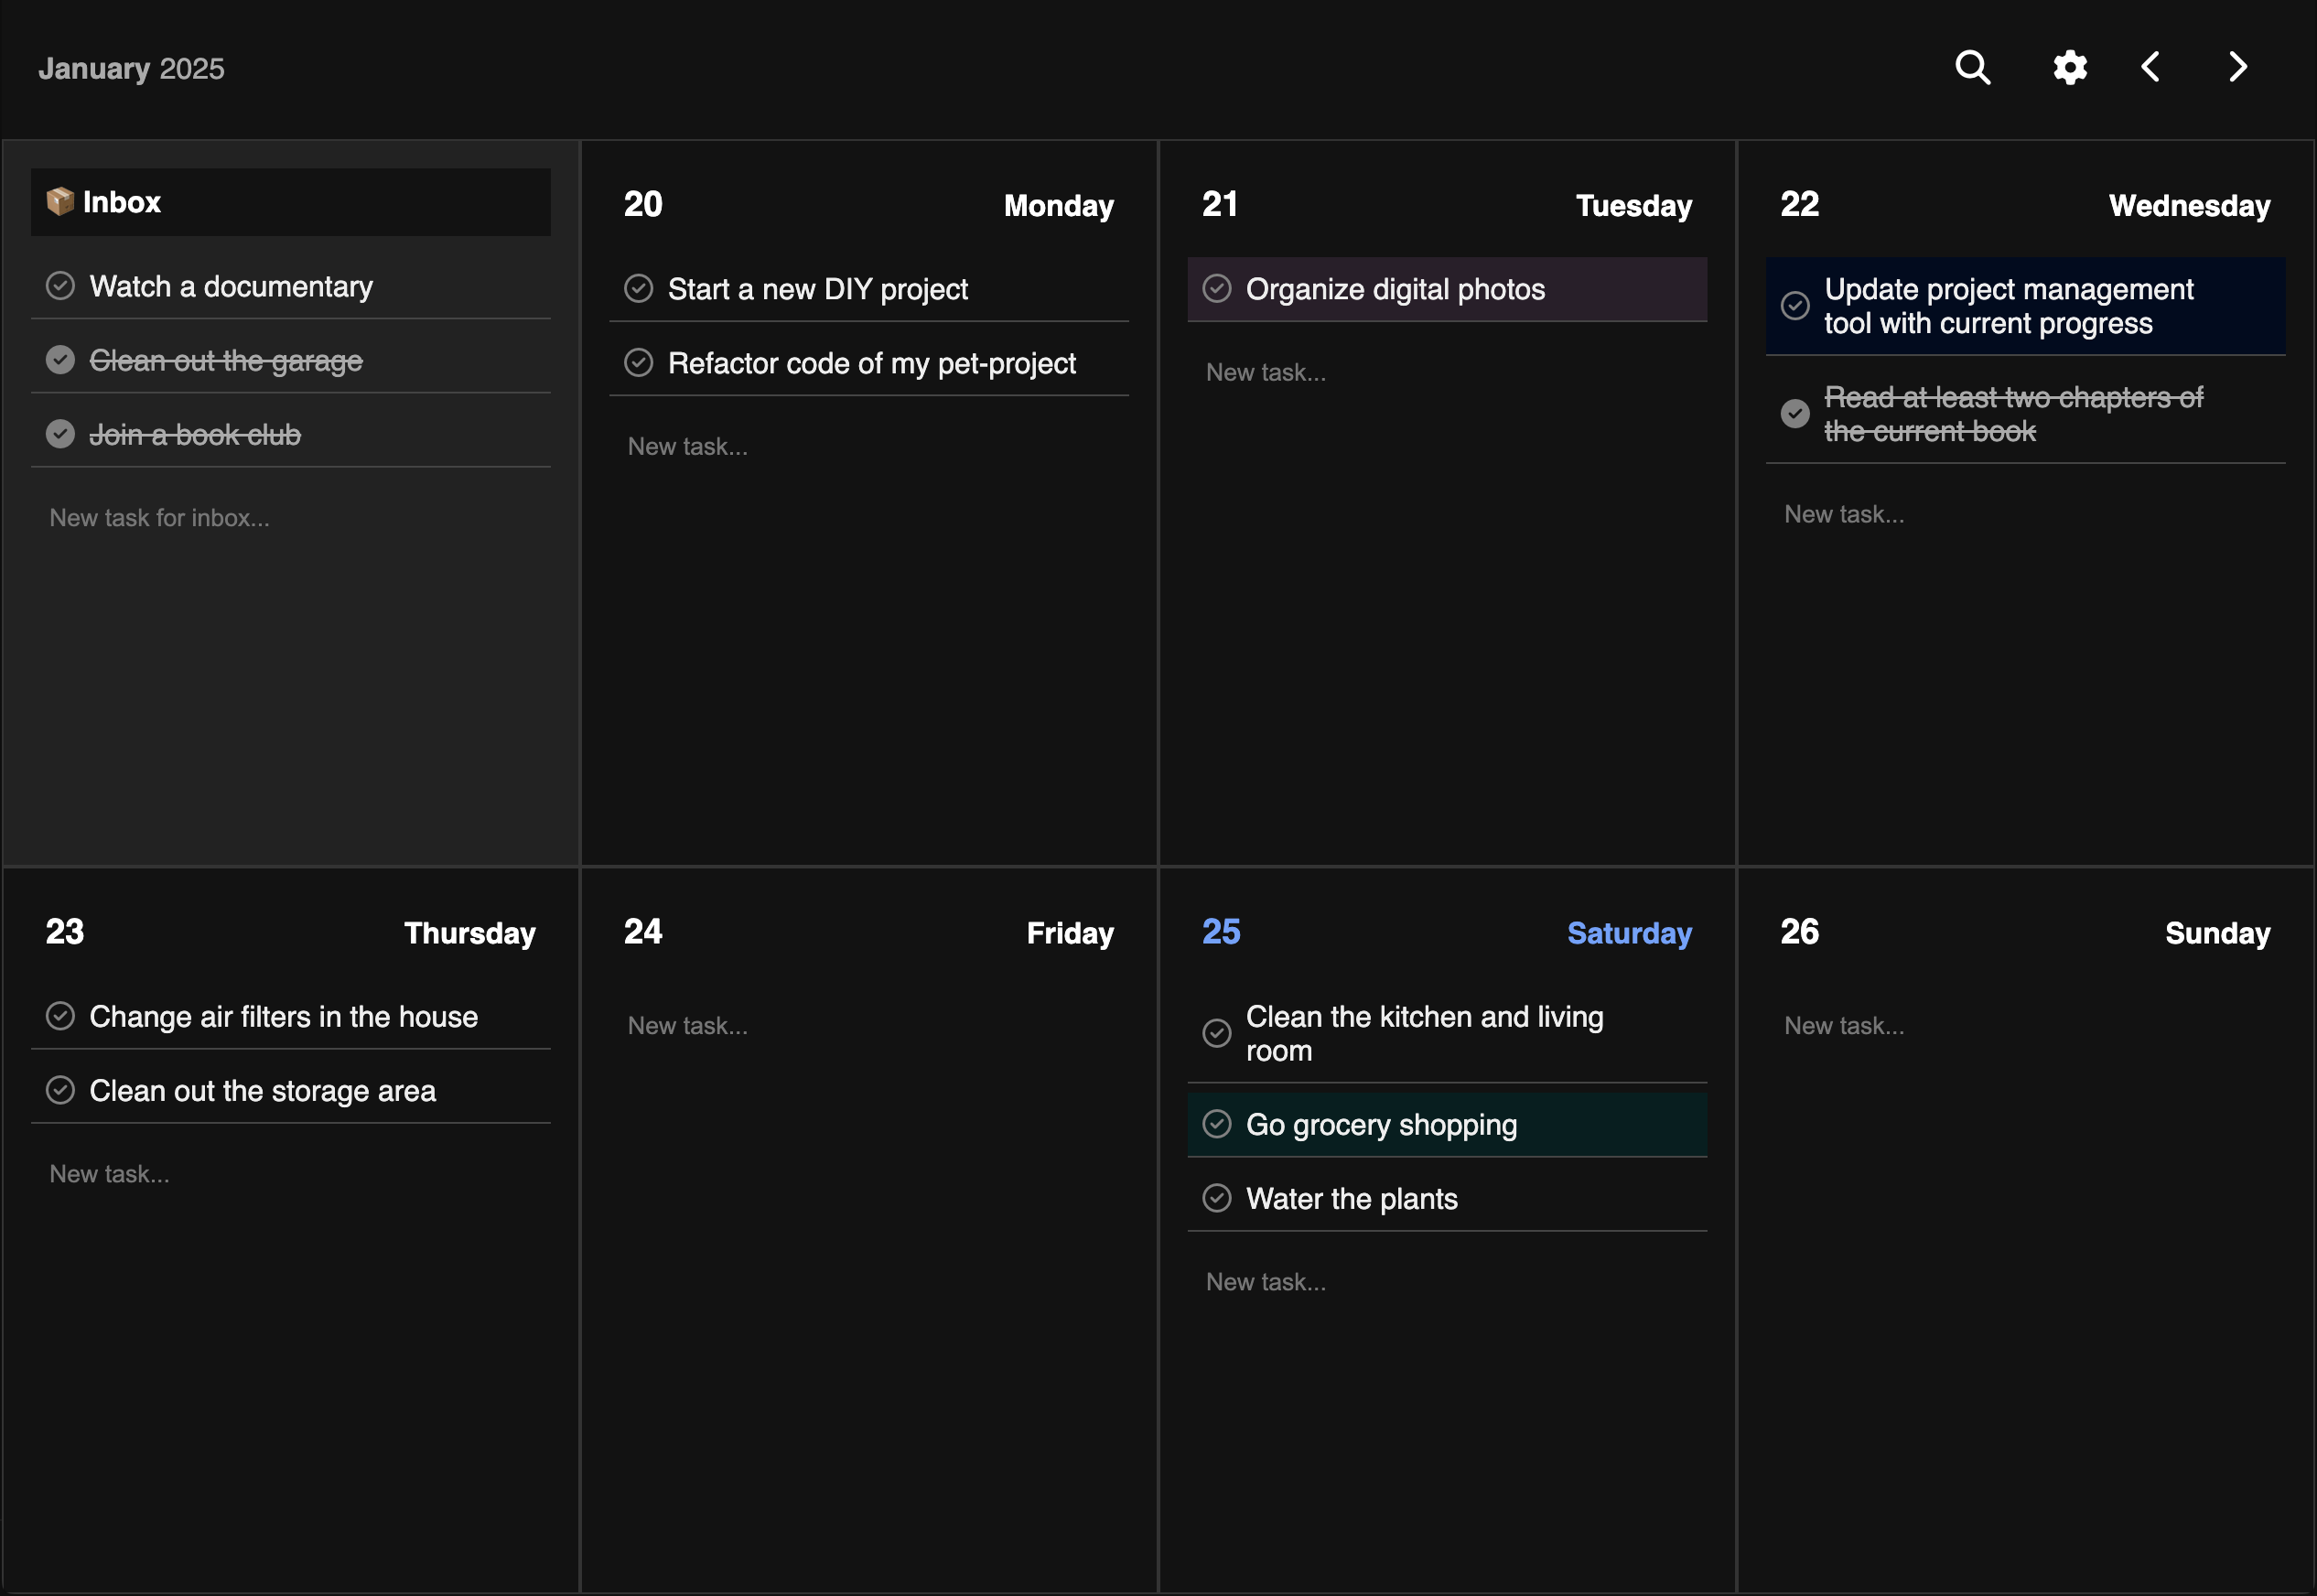 January 2025
📦 Inbox
Watch a documentary
Clean out the garage
Join a book club
New task for inbox...
20 Monday
Start a new DIY project
Refactor code of my pet-project
New task...
21 Tuesday
Organize digital photos
New task...
22 Wednesday
Update project management
tool with current progress
Read at least two chapters of
the current book
New task...
23 Thursday
Change air filters in the house
Clean out the storage area
New task...
24 Friday
New task...
25 Saturday
Clean the kitchen and living
room
Go grocery shopping
Water the plants
New task...
26 Sunday
New task...